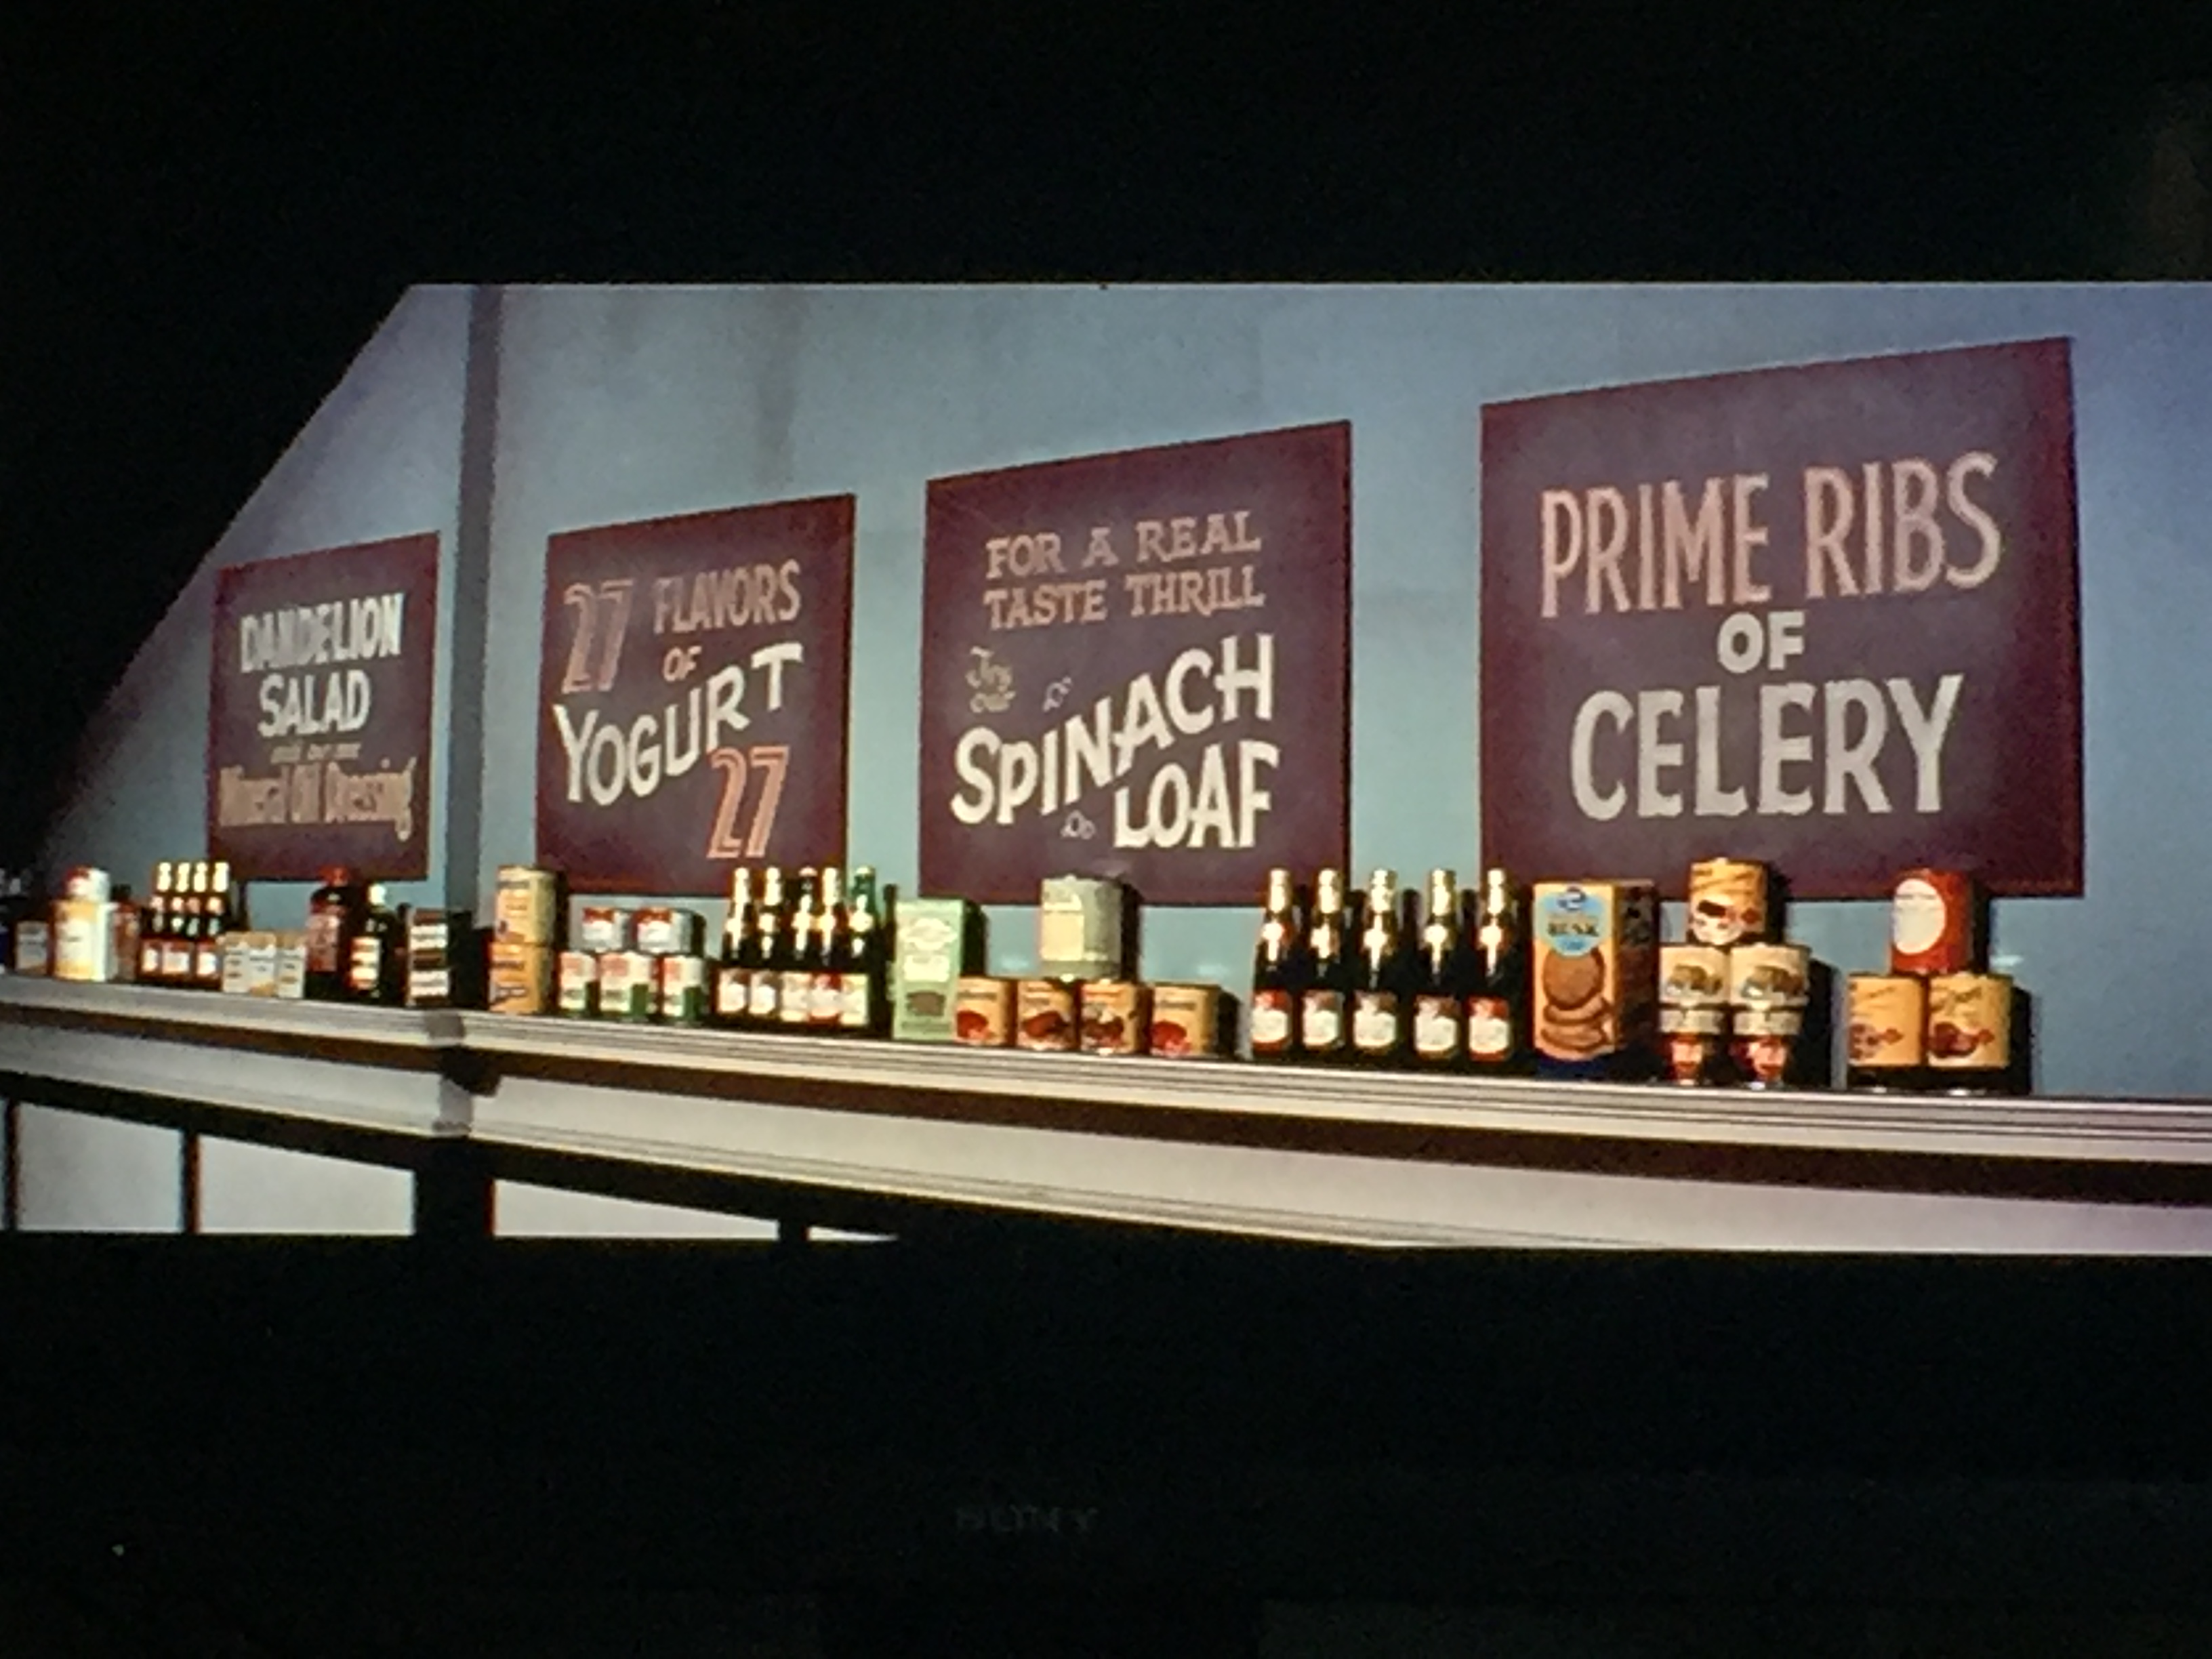 DANDELION
SALAD
Mineral Oil Dressing
27 FLAVORS
OF
YOGURT
27
FOR A REAL
TASTE THRILL
Try
our
SPINACH
LOAF
PRIME RIBS
OF
CELERY
SONY